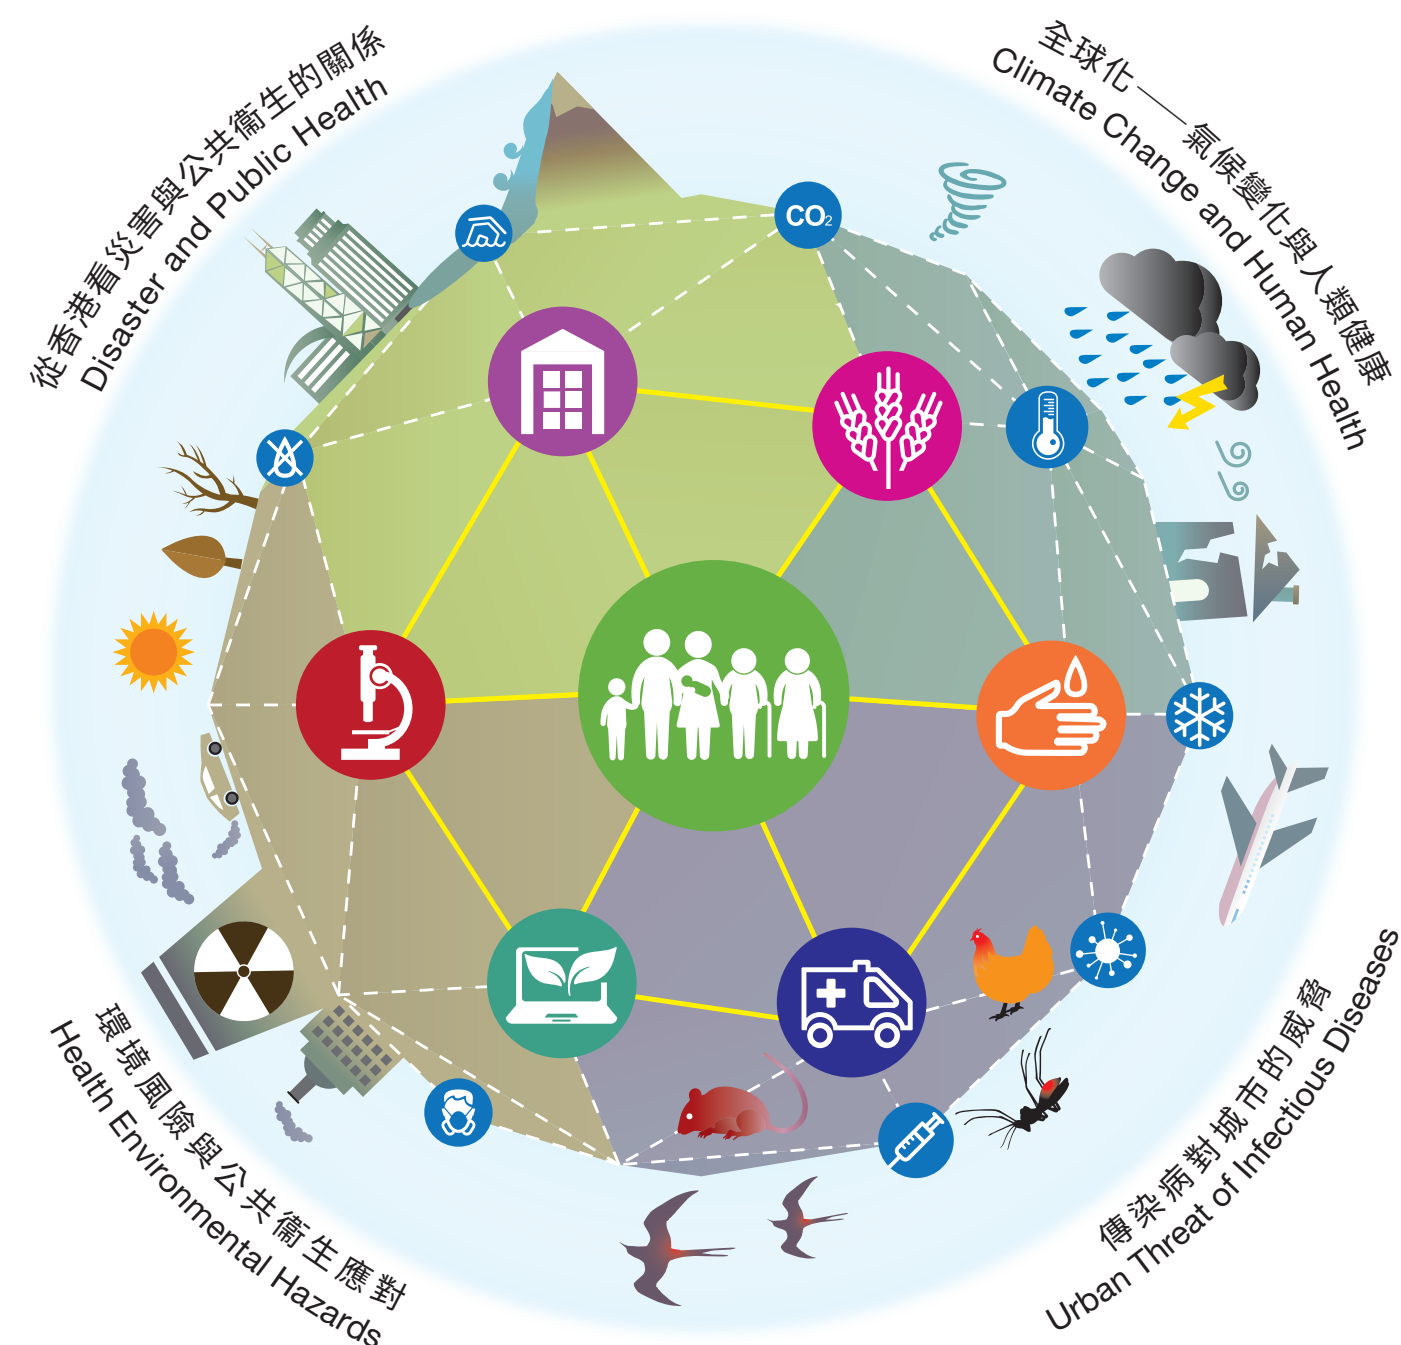 從香港看災害與公共衞生的關係
Disaster and Public Health
全球化——氣候變化與人類健康
Climate Change and Human Health
CO₂
環境風險與公共衞生應對
Health Environmental Hazards
傳染病對城市的威脅
Urban Threat of Infectious Diseases